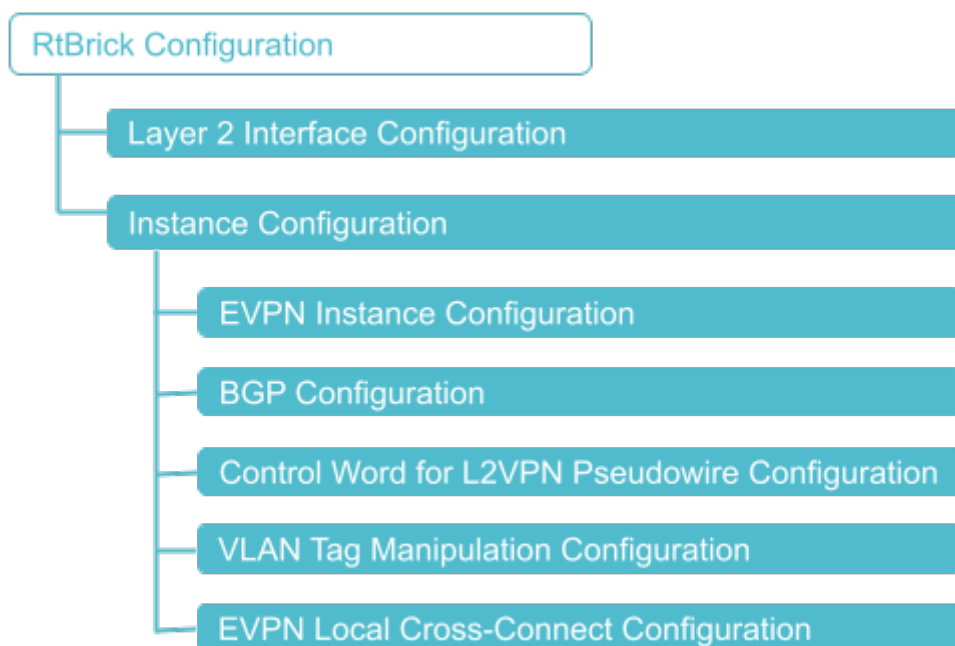 RtBrick Configuration
Layer 2 Interface Configuration
Instance Configuration
EVPN Instance Configuration
BGP Configuration
Control Word for L2VPN Pseudowire Configuration
VLAN Tag Manipulation Configuration
EVPN Local Cross-Connect Configuration